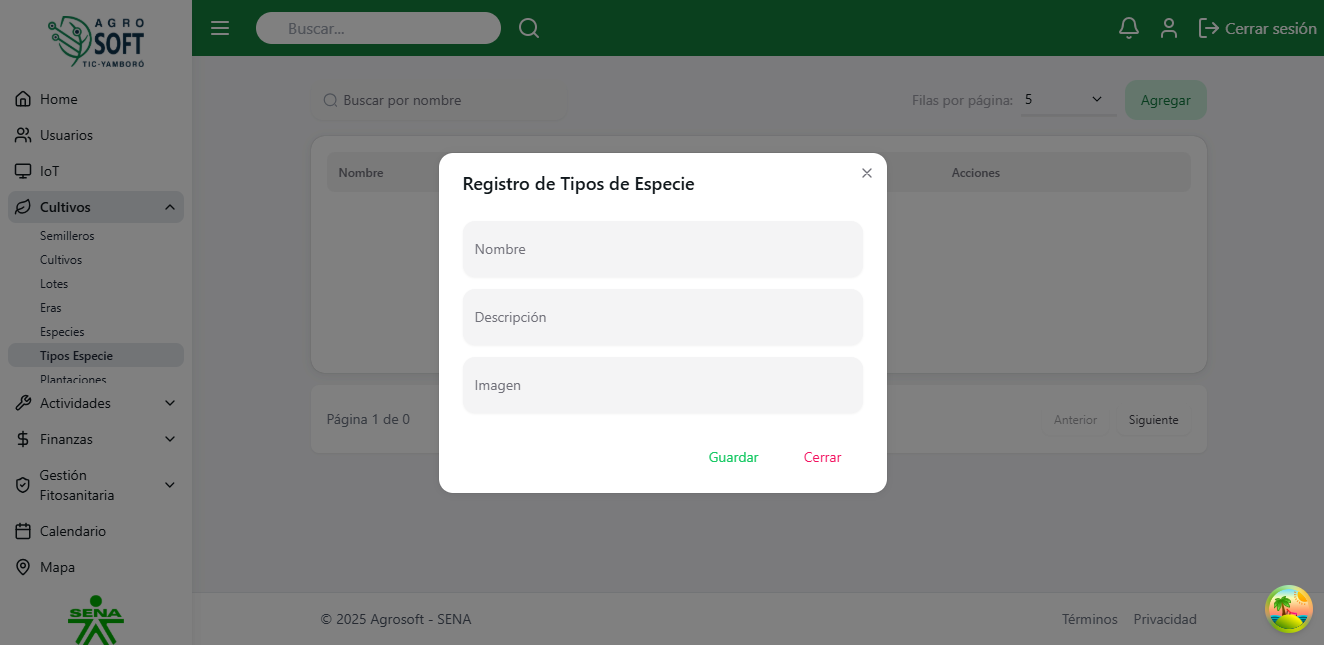 AGRO
SOFT
TIC-YAMBORÓ
Buscar...
Cerrar sesión
Home
Usuarios
IoT
Cultivos
Semilleros
Cultivos
Lotes
Eras
Especies
Tipos Especie
Plantaciones
Actividades
Finanzas
Gestión
Fitosanitaria
Calendario
Mapa
SENA
Buscar por nombre
Filas por página:
5
Agregar
Nombre
Acciones
Registro de Tipos de Especie
Nombre
Descripción
Imagen
Guardar
Cerrar
Página 1 de 0
Anterior
Siguiente
© 2025 Agrosoft - SENA
Términos
Privacidad